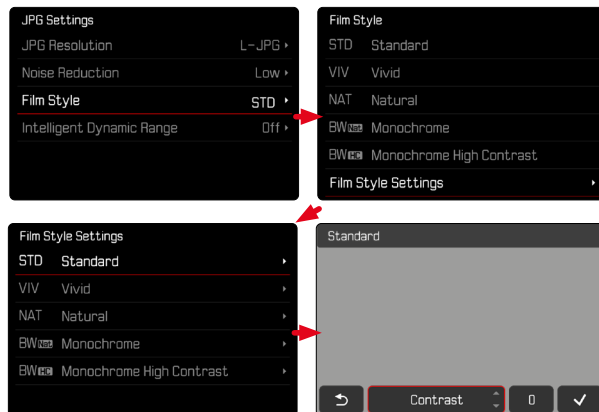 JPG Settings
JPG Resolution L-JPG
Noise Reduction Low
Film Style STD
Intelligent Dynamic Range Off
Film Style
STD Standard
VIV Vivid
NAT Natural
BW Nat. Monochrome
BW HC Monochrome High Contrast
Film Style Settings
Film Style Settings
STD Standard
VIV Vivid
NAT Natural
BW Nat. Monochrome
BW HC Monochrome High Contrast
Standard
Contrast 0